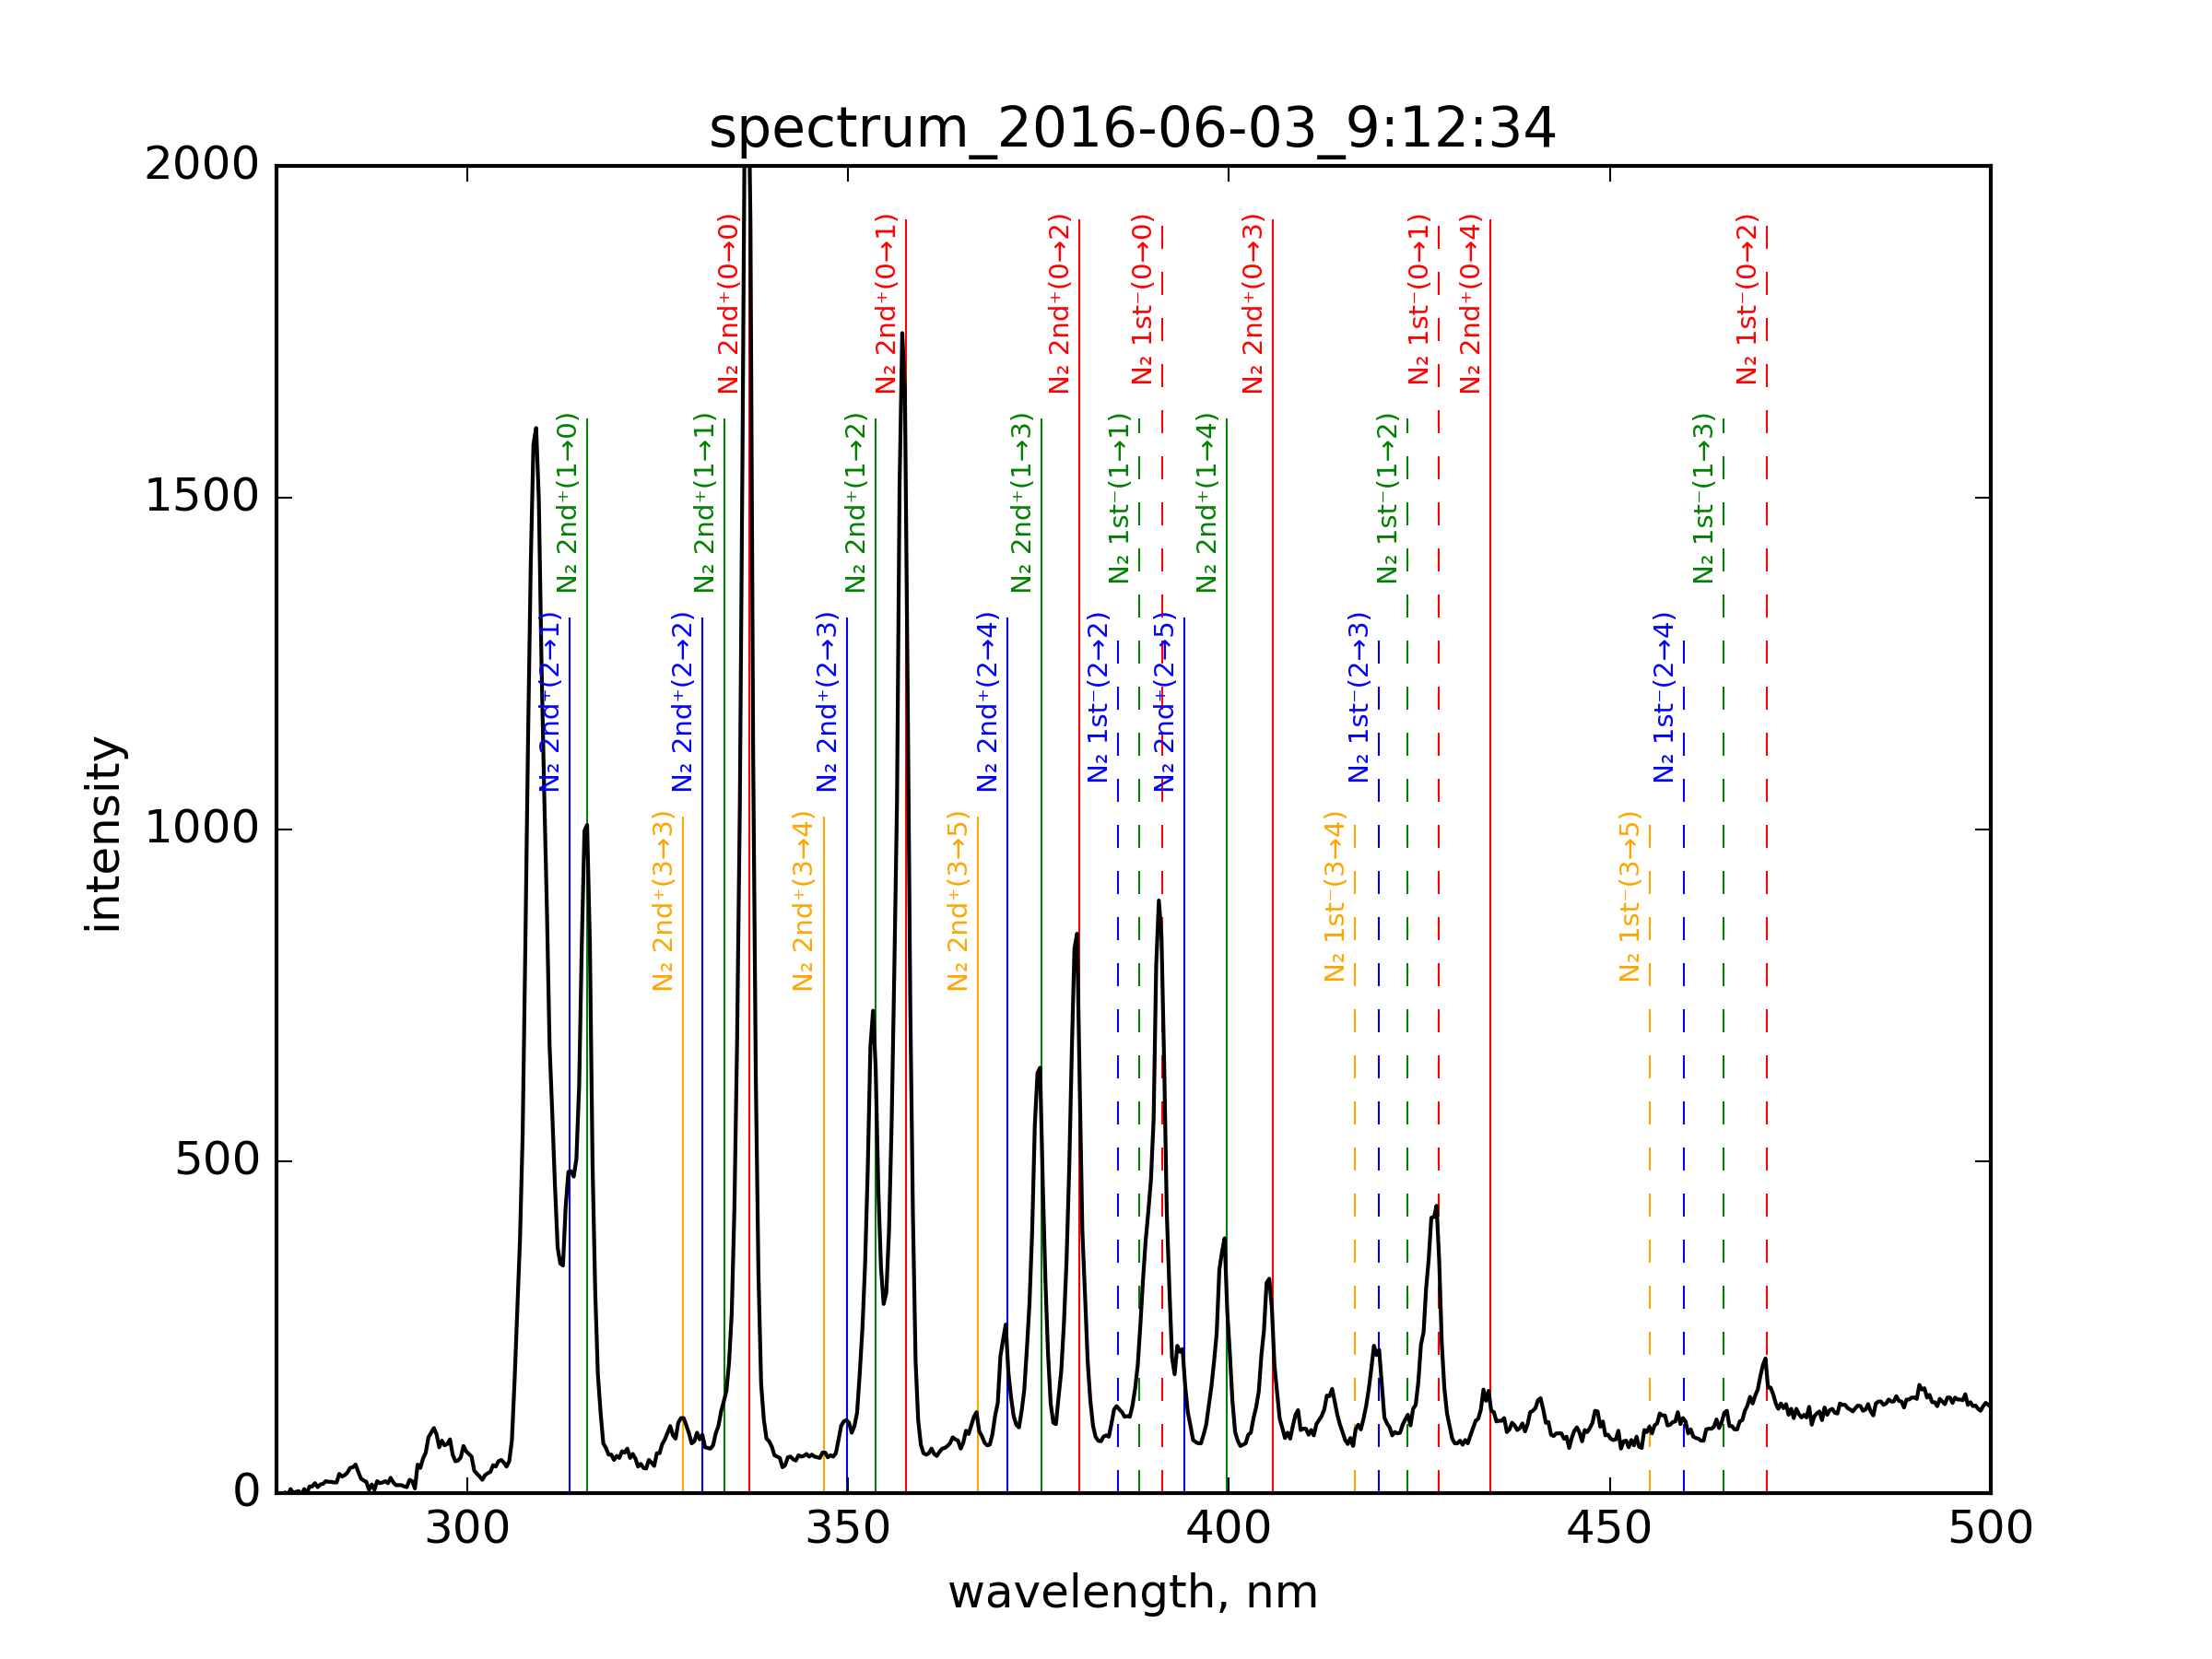 spectrum_2016-06-03_9:12:34
2000
1500
1000
500
0
intensity
N₂ 2nd⁺(0→0)
N₂ 2nd⁺(0→1)
N₂ 2nd⁺(0→2)
N₂ 1st⁻(0→0)
N₂ 2nd⁺(0→3)
N₂ 1st⁻(0→1)
N₂ 2nd⁺(0→4)
N₂ 1st⁻(0→2)
N₂ 2nd⁺(1→0)
N₂ 2nd⁺(1→1)
N₂ 2nd⁺(1→2)
N₂ 2nd⁺(1→3)
N₂ 1st⁻(1→1)
N₂ 2nd⁺(1→4)
N₂ 1st⁻(1→2)
N₂ 1st⁻(1→3)
N₂ 2nd⁺(2→1)
N₂ 2nd⁺(2→2)
N₂ 2nd⁺(2→3)
N₂ 2nd⁺(2→4)
N₂ 1st⁻(2→2)
N₂ 2nd⁺(2→5)
N₂ 1st⁻(2→3)
N₂ 1st⁻(2→4)
N₂ 2nd⁺(3→3)
N₂ 2nd⁺(3→4)
N₂ 2nd⁺(3→5)
N₂ 1st⁻(3→4)
N₂ 1st⁻(3→5)
300 350 400 450 500
wavelength, nm